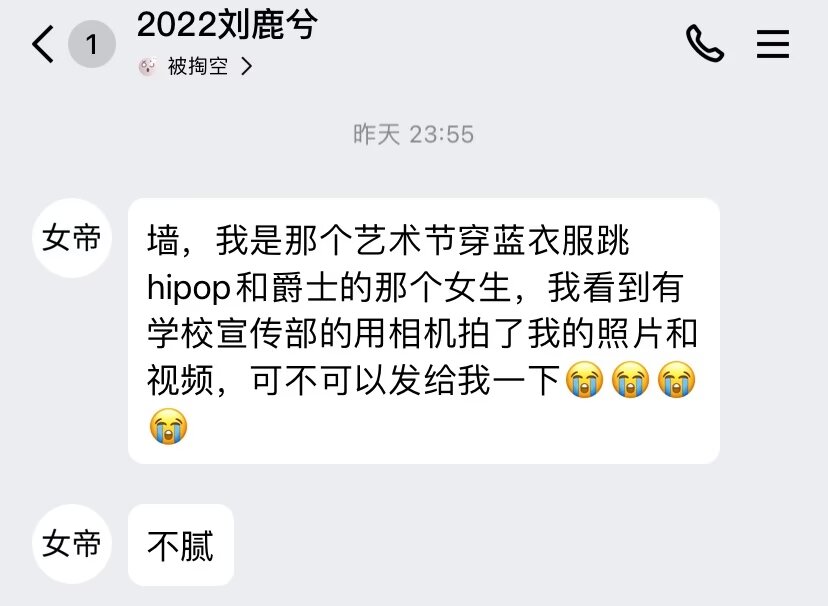 1
2022刘鹿兮
被掏空
昨天 23:55
女帝
墙，我是那个艺术节穿蓝衣服跳
hipop和爵士的那个女生，我看到有
学校宣传部的用相机拍了我的照片和
视频，可不可以发给我一下😭😭😭
😭
女帝
不腻